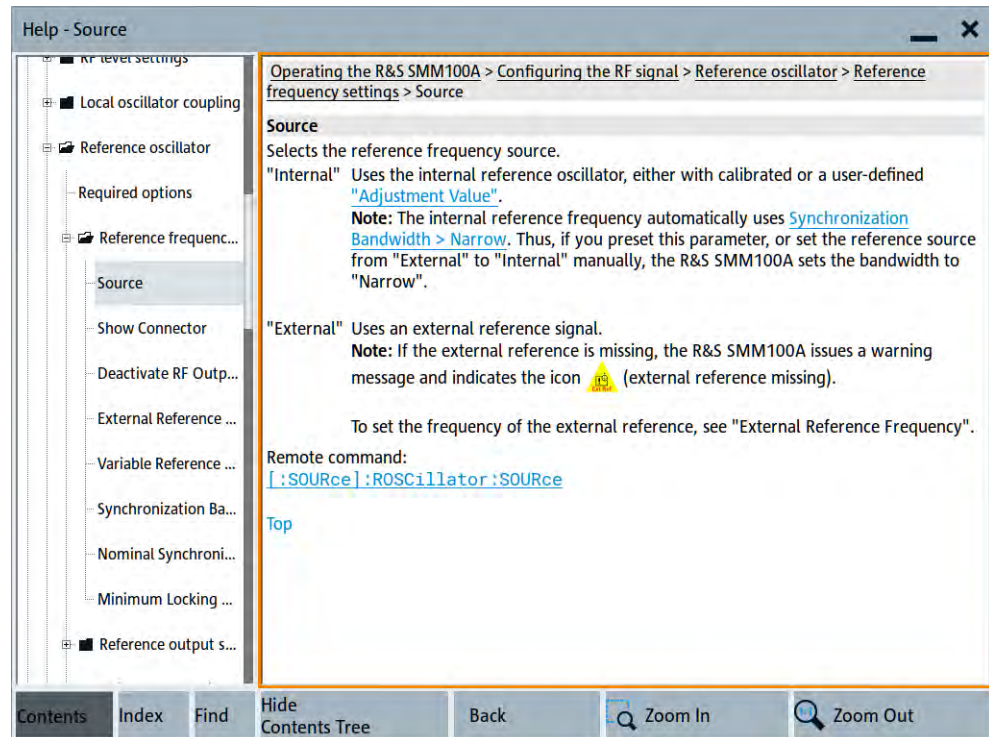 Help - Source
RF level settings
Local oscillator coupling
Reference oscillator
Required options
Reference frequenc...
Source
Show Connector
Deactivate RF Outp...
External Reference ...
Variable Reference ...
Synchronization Ba...
Nominal Synchroni...
Minimum Locking ...
Reference output s...
Operating the R&S SMM100A > Configuring the RF signal > Reference oscillator > Reference
frequency settings > Source
Source
Selects the reference frequency source.
"Internal" Uses the internal reference oscillator, either with calibrated or a user-defined
"Adjustment Value".
Note: The internal reference frequency automatically uses Synchronization
Bandwidth > Narrow. Thus, if you preset this parameter, or set the reference source
from "External" to "Internal" manually, the R&S SMM100A sets the bandwidth to
"Narrow".
"External" Uses an external reference signal.
Note: If the external reference is missing, the R&S SMM100A issues a warning
message and indicates the icon (external reference missing).
To set the frequency of the external reference, see "External Reference Frequency".
Remote command:
[:SOURce]:ROSCillator:SOURce
Top
Contents Index Find Hide Contents Tree Back Zoom In Zoom Out